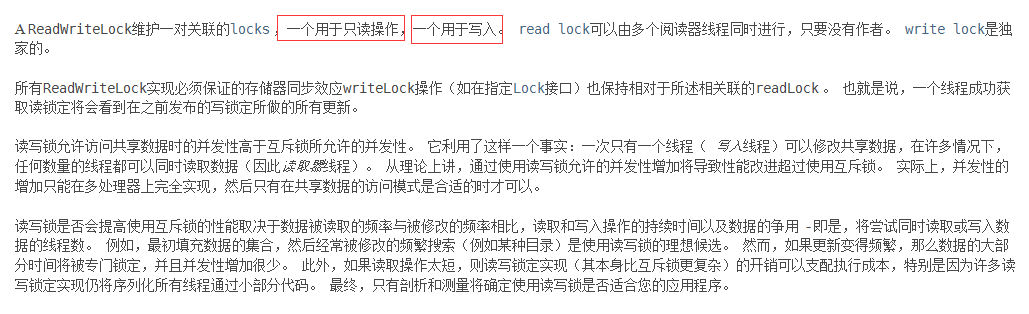 A ReadWriteLock维护一对关联的locks ，一个用于只读操作，一个用于写入。 read lock可以由多个阅读器线程同时进行，只要没有作者。 write lock是独
家的。
所有ReadWriteLock实现必须保证的存储器同步效应writeLock操作（如在指定Lock接口）也保持相对于所述相关联的readLock 。 也就是说，一个线程成功获
取读锁定将会看到在之前发布的写锁定所做的所有更新。
读写锁允许访问共享数据时的并发性高于互斥锁所允许的并发性。 它利用了这样一个事实：一次只有一个线程（ 写入线程）可以修改共享数据，在许多情况下，
任何数量的线程都可以同时读取数据（因此读取器线程）。 从理论上讲，通过使用读写锁允许的并发性增加将导致性能改进超过使用互斥锁。 实际上，并发性的
增加只能在多处理器上完全实现，然后只有在共享数据的访问模式是合适的时才可以。
读写锁是否会提高使用互斥锁的性能取决于数据被读取的频率与被修改的频率相比，读取和写入操作的持续时间以及数据的争用 -即是，将尝试同时读取或写入数
据的线程数。 例如，最初填充数据的集合，然后经常被修改的频繁搜索（例如某种目录）是使用读写锁的理想候选。 然而，如果更新变得频繁，那么数据的大部
分时间将被专门锁定，并且并发性增加很少。 此外，如果读取操作太短，则读写锁定实现（其本身比互斥锁更复杂）的开销可以支配执行成本，特别是因为许多读
写锁定实现仍将序列化所有线程通过小部分代码。 最终，只有剖析和测量将确定使用读写锁是否适合您的应用程序。